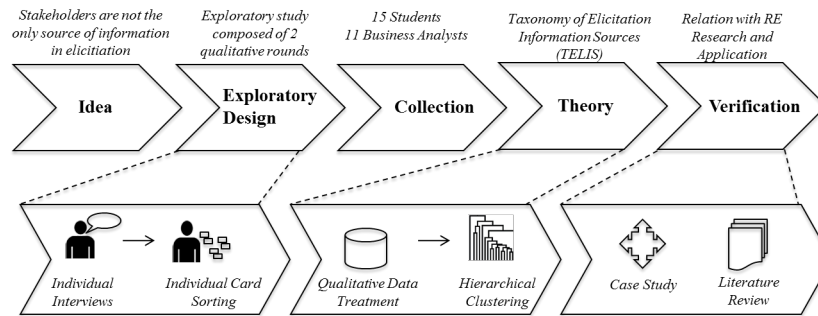 Stakeholders are not the
only source of information
in elicitiation
Exploratory study
composed of 2
qualitative rounds
15 Students
11 Business Analysts
Taxonomy of Elicitation
Information Sources
(TELIS)
Relation with RE
Research and
Application
Idea
Exploratory
Design
Collection
Theory
Verification
Individual
Interviews
Individual Card
Sorting
Qualitative Data
Treatment
Hierarchical
Clustering
Case Study
Literature
Review